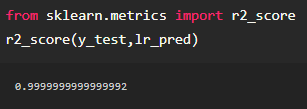 from sklearn.metrics import r2_score
r2_score(y_test,lr_pred)
0.9999999999999992